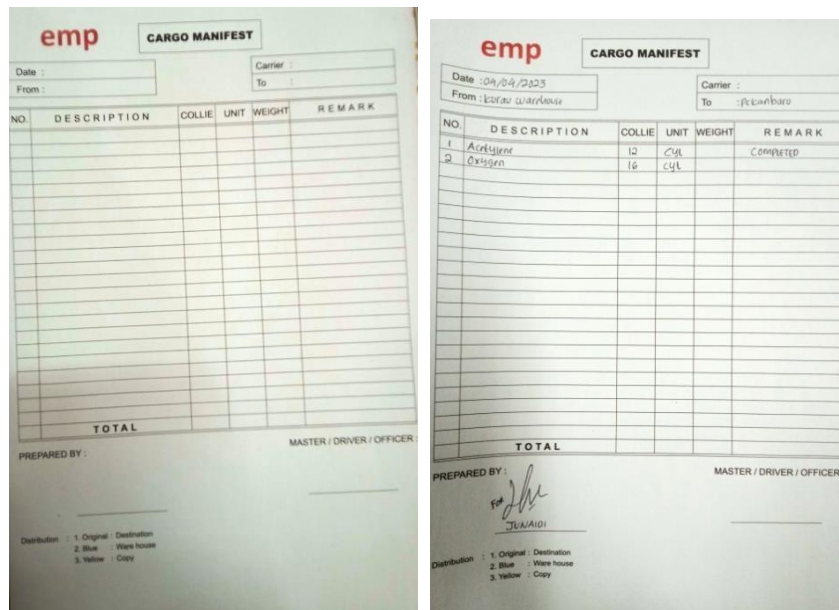 emp
CARGO MANIFEST
Date :
From :
Carrier :
To :
NO. DESCRIPTION COLLIE UNIT WEIGHT REMARK
TOTAL
PREPARED BY :
MASTER / DRIVER / OFFICER :
Distribution : 1. Original : Destination
2. Blue : Ware house
3. Yellow : Copy
emp
CARGO MANIFEST
Date : 04/04/2023
From : kurau warehouse
Carrier :
To : Pekanbaru
NO. DESCRIPTION COLLIE UNIT WEIGHT REMARK
1 Acetylene 12 CYL COMPLETED
2 Oxygen 16 CYL
TOTAL
PREPARED BY :
MASTER / DRIVER / OFFICER
For
JUNAIDI
Distribution : 1. Original : Destination
2. Blue : Ware house
3. Yellow : Copy